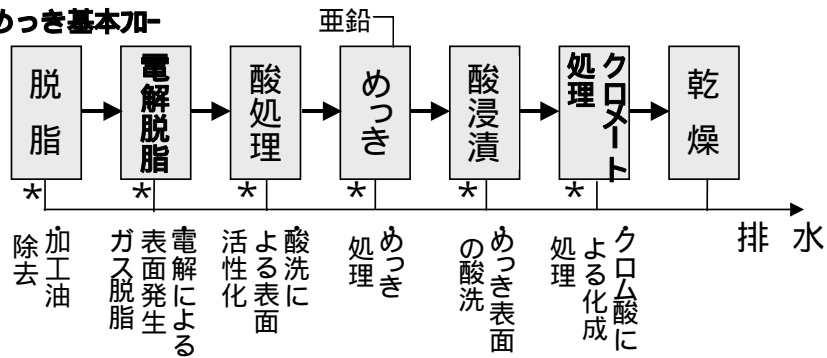 めっき基本フロー
亜鉛
脱脂
電解脱脂
酸処理
めっき
酸浸漬
クロメート
処理
乾燥
*
*
*
*
*
*
排水
・加工油
除去
・電解による
表面発生
ガス脱脂
・酸洗に
よる表面
活性化
・めっき
処理
・めっき表面
の酸洗
・クロム酸に
よる化成
処理